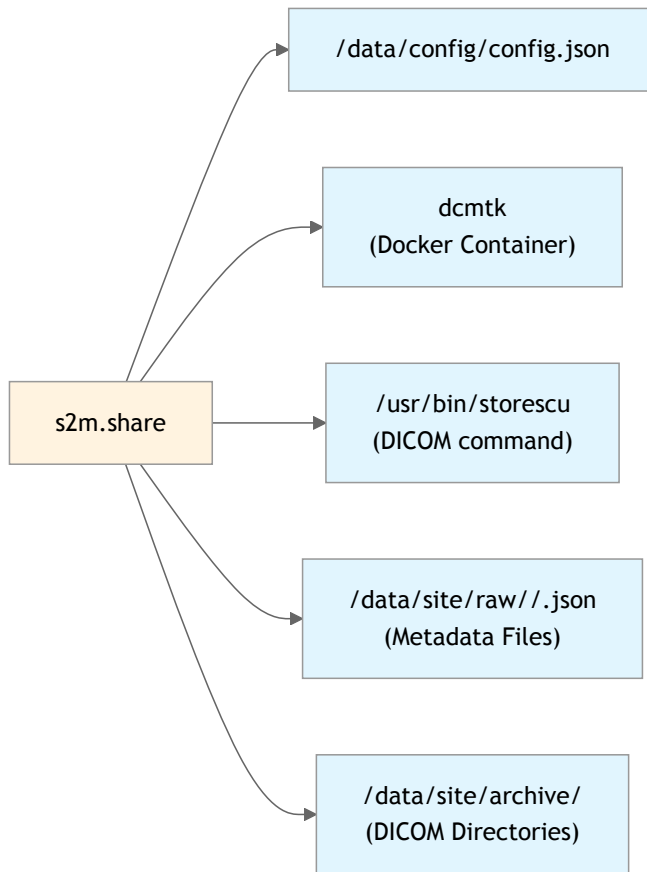 /data/config/config.json
dcmtk
(Docker Container)
s2m.share
/usr/bin/storescu
(DICOM command)
/data/site/raw//.json
(Metadata Files)
/data/site/archive/
(DICOM Directories)